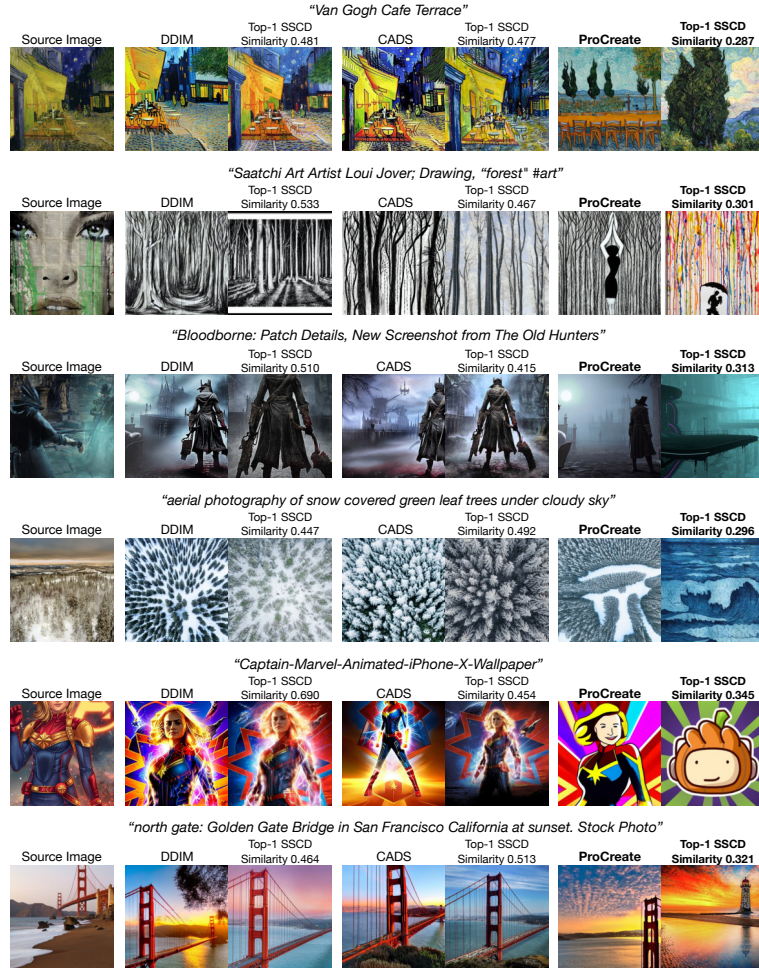 “Van Gogh Cafe Terrace”
Source Image
DDIM
Top-1 SSCD
Similarity 0.481
CADS
Top-1 SSCD
Similarity 0.477
ProCreate
Top-1 SSCD
Similarity 0.287
“Saatchi Art Artist Loui Jover; Drawing, “forest" #art”
Source Image
DDIM
Top-1 SSCD
Similarity 0.533
CADS
Top-1 SSCD
Similarity 0.467
ProCreate
Top-1 SSCD
Similarity 0.301
“Bloodborne: Patch Details, New Screenshot from The Old Hunters”
Source Image
DDIM
Top-1 SSCD
Similarity 0.510
CADS
Top-1 SSCD
Similarity 0.415
ProCreate
Top-1 SSCD
Similarity 0.313
“aerial photography of snow covered green leaf trees under cloudy sky”
Source Image
DDIM
Top-1 SSCD
Similarity 0.447
CADS
Top-1 SSCD
Similarity 0.492
ProCreate
Top-1 SSCD
Similarity 0.296
“Captain-Marvel-Animated-iPhone-X-Wallpaper”
Source Image
DDIM
Top-1 SSCD
Similarity 0.690
CADS
Top-1 SSCD
Similarity 0.454
ProCreate
Top-1 SSCD
Similarity 0.345
“north gate: Golden Gate Bridge in San Francisco California at sunset. Stock Photo”
Source Image
DDIM
Top-1 SSCD
Similarity 0.464
CADS
Top-1 SSCD
Similarity 0.513
ProCreate
Top-1 SSCD
Similarity 0.321